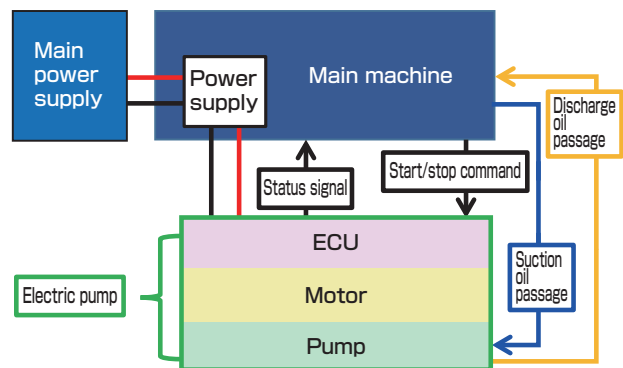 Main
power
supply
Power
supply
Main machine
Discharge
oil
passage
Status signal
Start/stop command
ECU
Suction
oil
passage
Electric pump
Motor
Pump